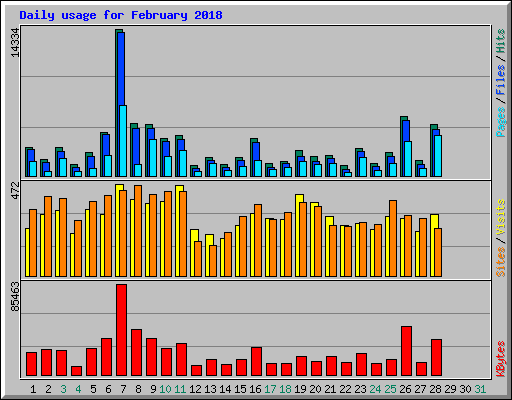 Daily usage for February 2018
14334
Pages / Files / Hits
472
Sites / Visits
85463
KBytes
1 2 3 4 5 6 7 8 9 10 11 12 13 14 15 16 17 18 19 20 21 22 23 24 25 26 27 28 29 30 31